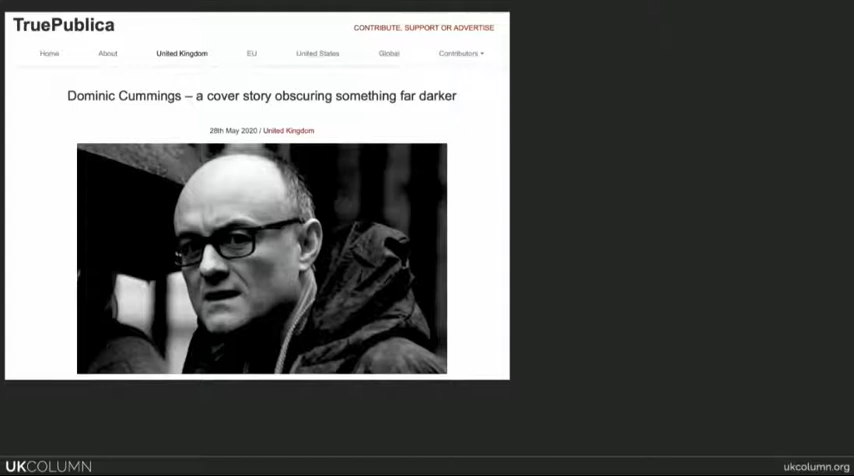 TruePublica
CONTRIBUTE, SUPPORT OR ADVERTISE
Home About United Kingdom EU United States Global Contributors
Dominic Cummings – a cover story obscuring something far darker
28th May 2020 / United Kingdom
UKCOLUMN
ukcolumn.org